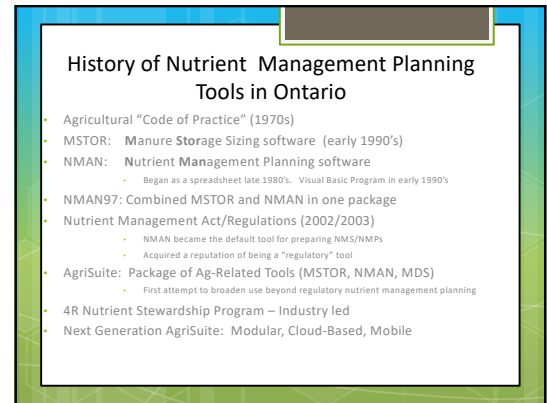 History of Nutrient Management Planning
Tools in Ontario
• Agricultural “Code of Practice” (1970s)
• MSTOR: Manure Storage Sizing software (early 1990’s)
• NMAN: Nutrient Management Planning software
• Began as a spreadsheet late 1980’s. Visual Basic Program in early 1990’s
• NMAN97: Combined MSTOR and NMAN in one package
• Nutrient Management Act/Regulations (2002/2003)
• NMAN became the default tool for preparing NMS/NMPs
• Acquired a reputation of being a “regulatory” tool
• AgriSuite: Package of Ag-Related Tools (MSTOR, NMAN, MDS)
• First attempt to broaden use beyond regulatory nutrient management planning
• 4R Nutrient Stewardship Program – Industry led
• Next Generation AgriSuite: Modular, Cloud-Based, Mobile